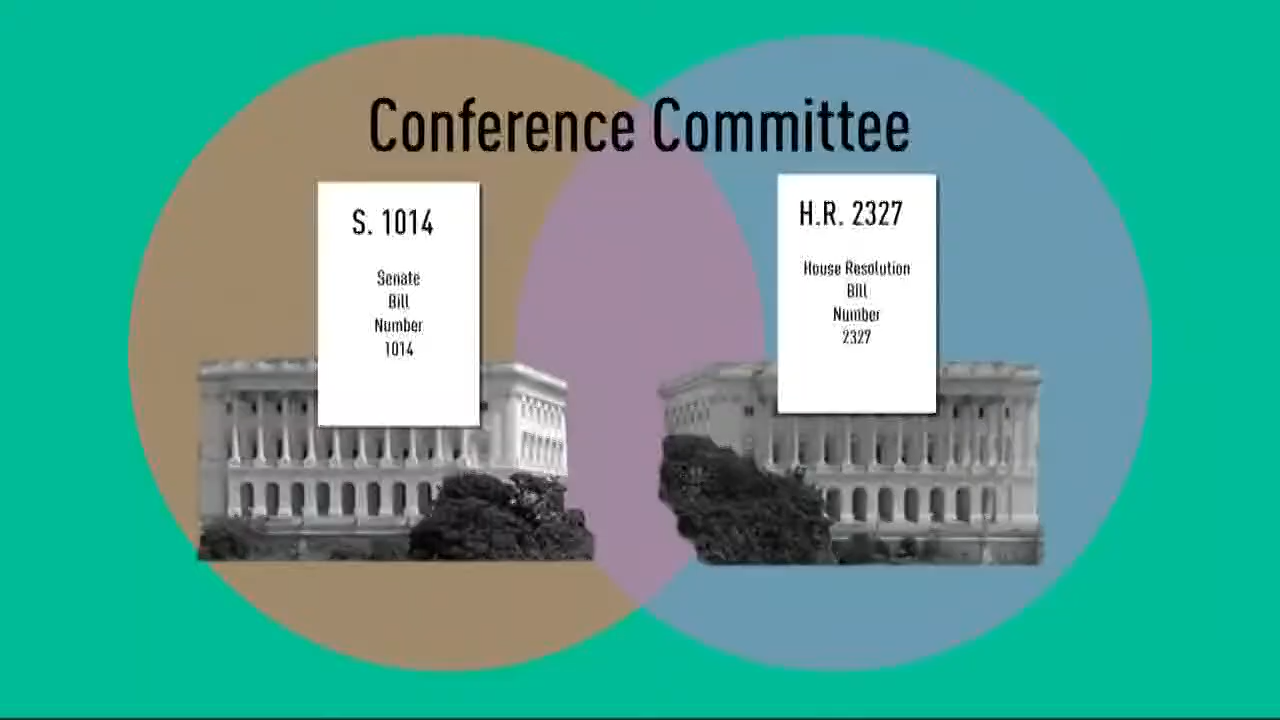 Conference Committee
S. 1014
Senate
Bill
Number
1014
H.R. 2327
House Resolution
Bill
Number
2327